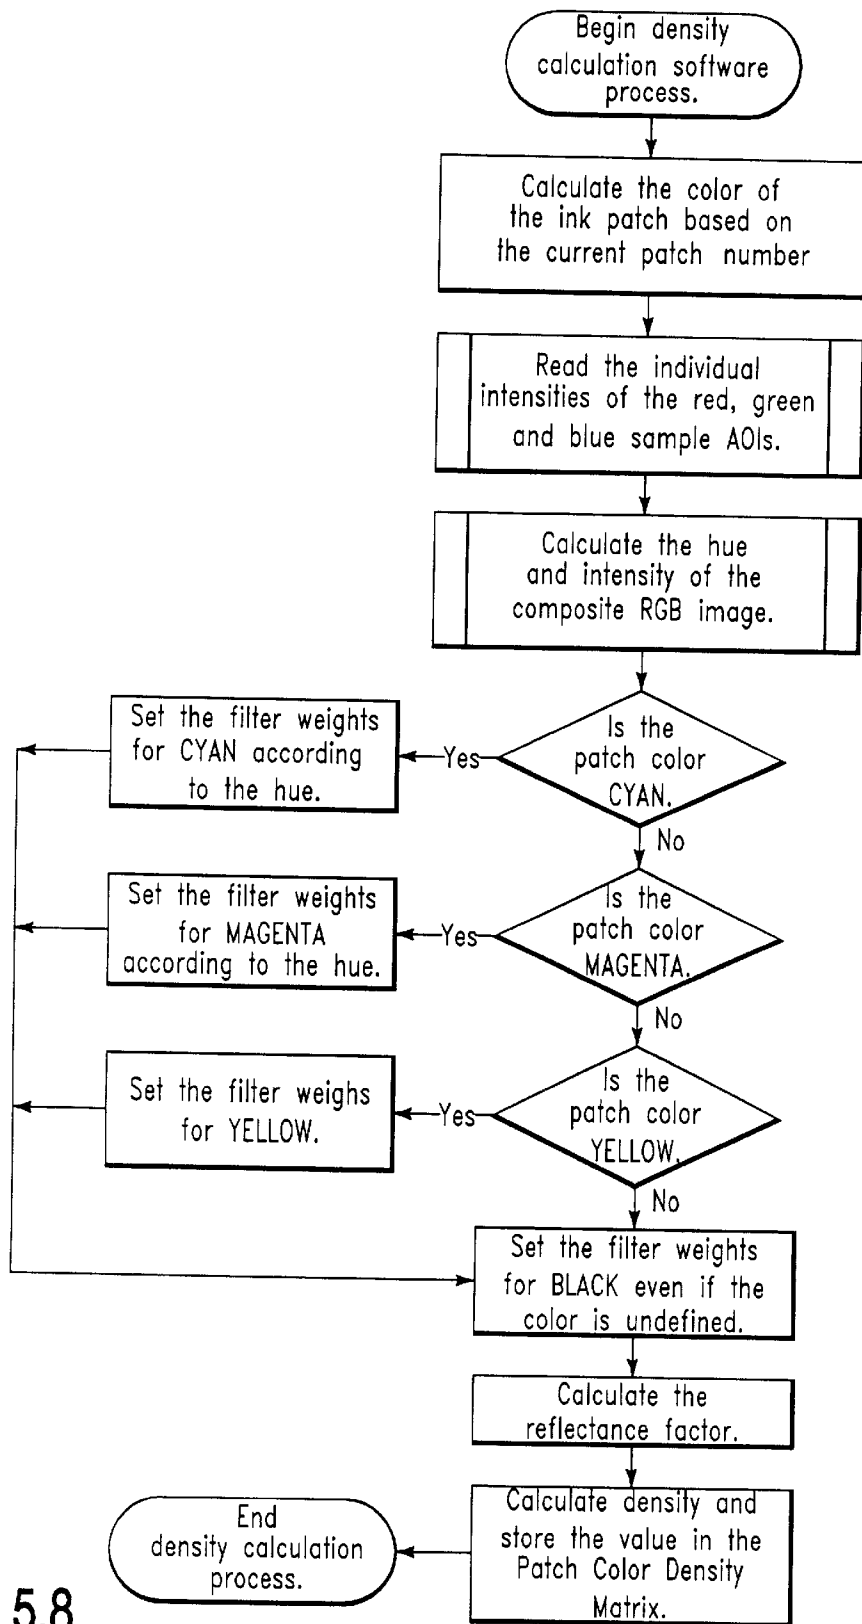 Begin density
calculation software
process.
Calculate the color of
the ink patch based on
the current patch number
Read the individual
intensities of the red, green
and blue sample AOIs.
Calculate the hue
and intensity of the
composite RGB image.
Is the
patch color
CYAN.
Yes
Set the filter weights
for CYAN according
to the hue.
No
Is the
patch color
MAGENTA.
Yes
Set the filter weights
for MAGENTA
according to the hue.
No
Is the
patch color
YELLOW.
Yes
Set the filter weighs
for YELLOW.
No
Set the filter weights
for BLACK even if the
color is undefined.
Calculate the
reflectance factor.
Calculate density and
store the value in the
Patch Color Density
Matrix.
End
density calculation
process.
58